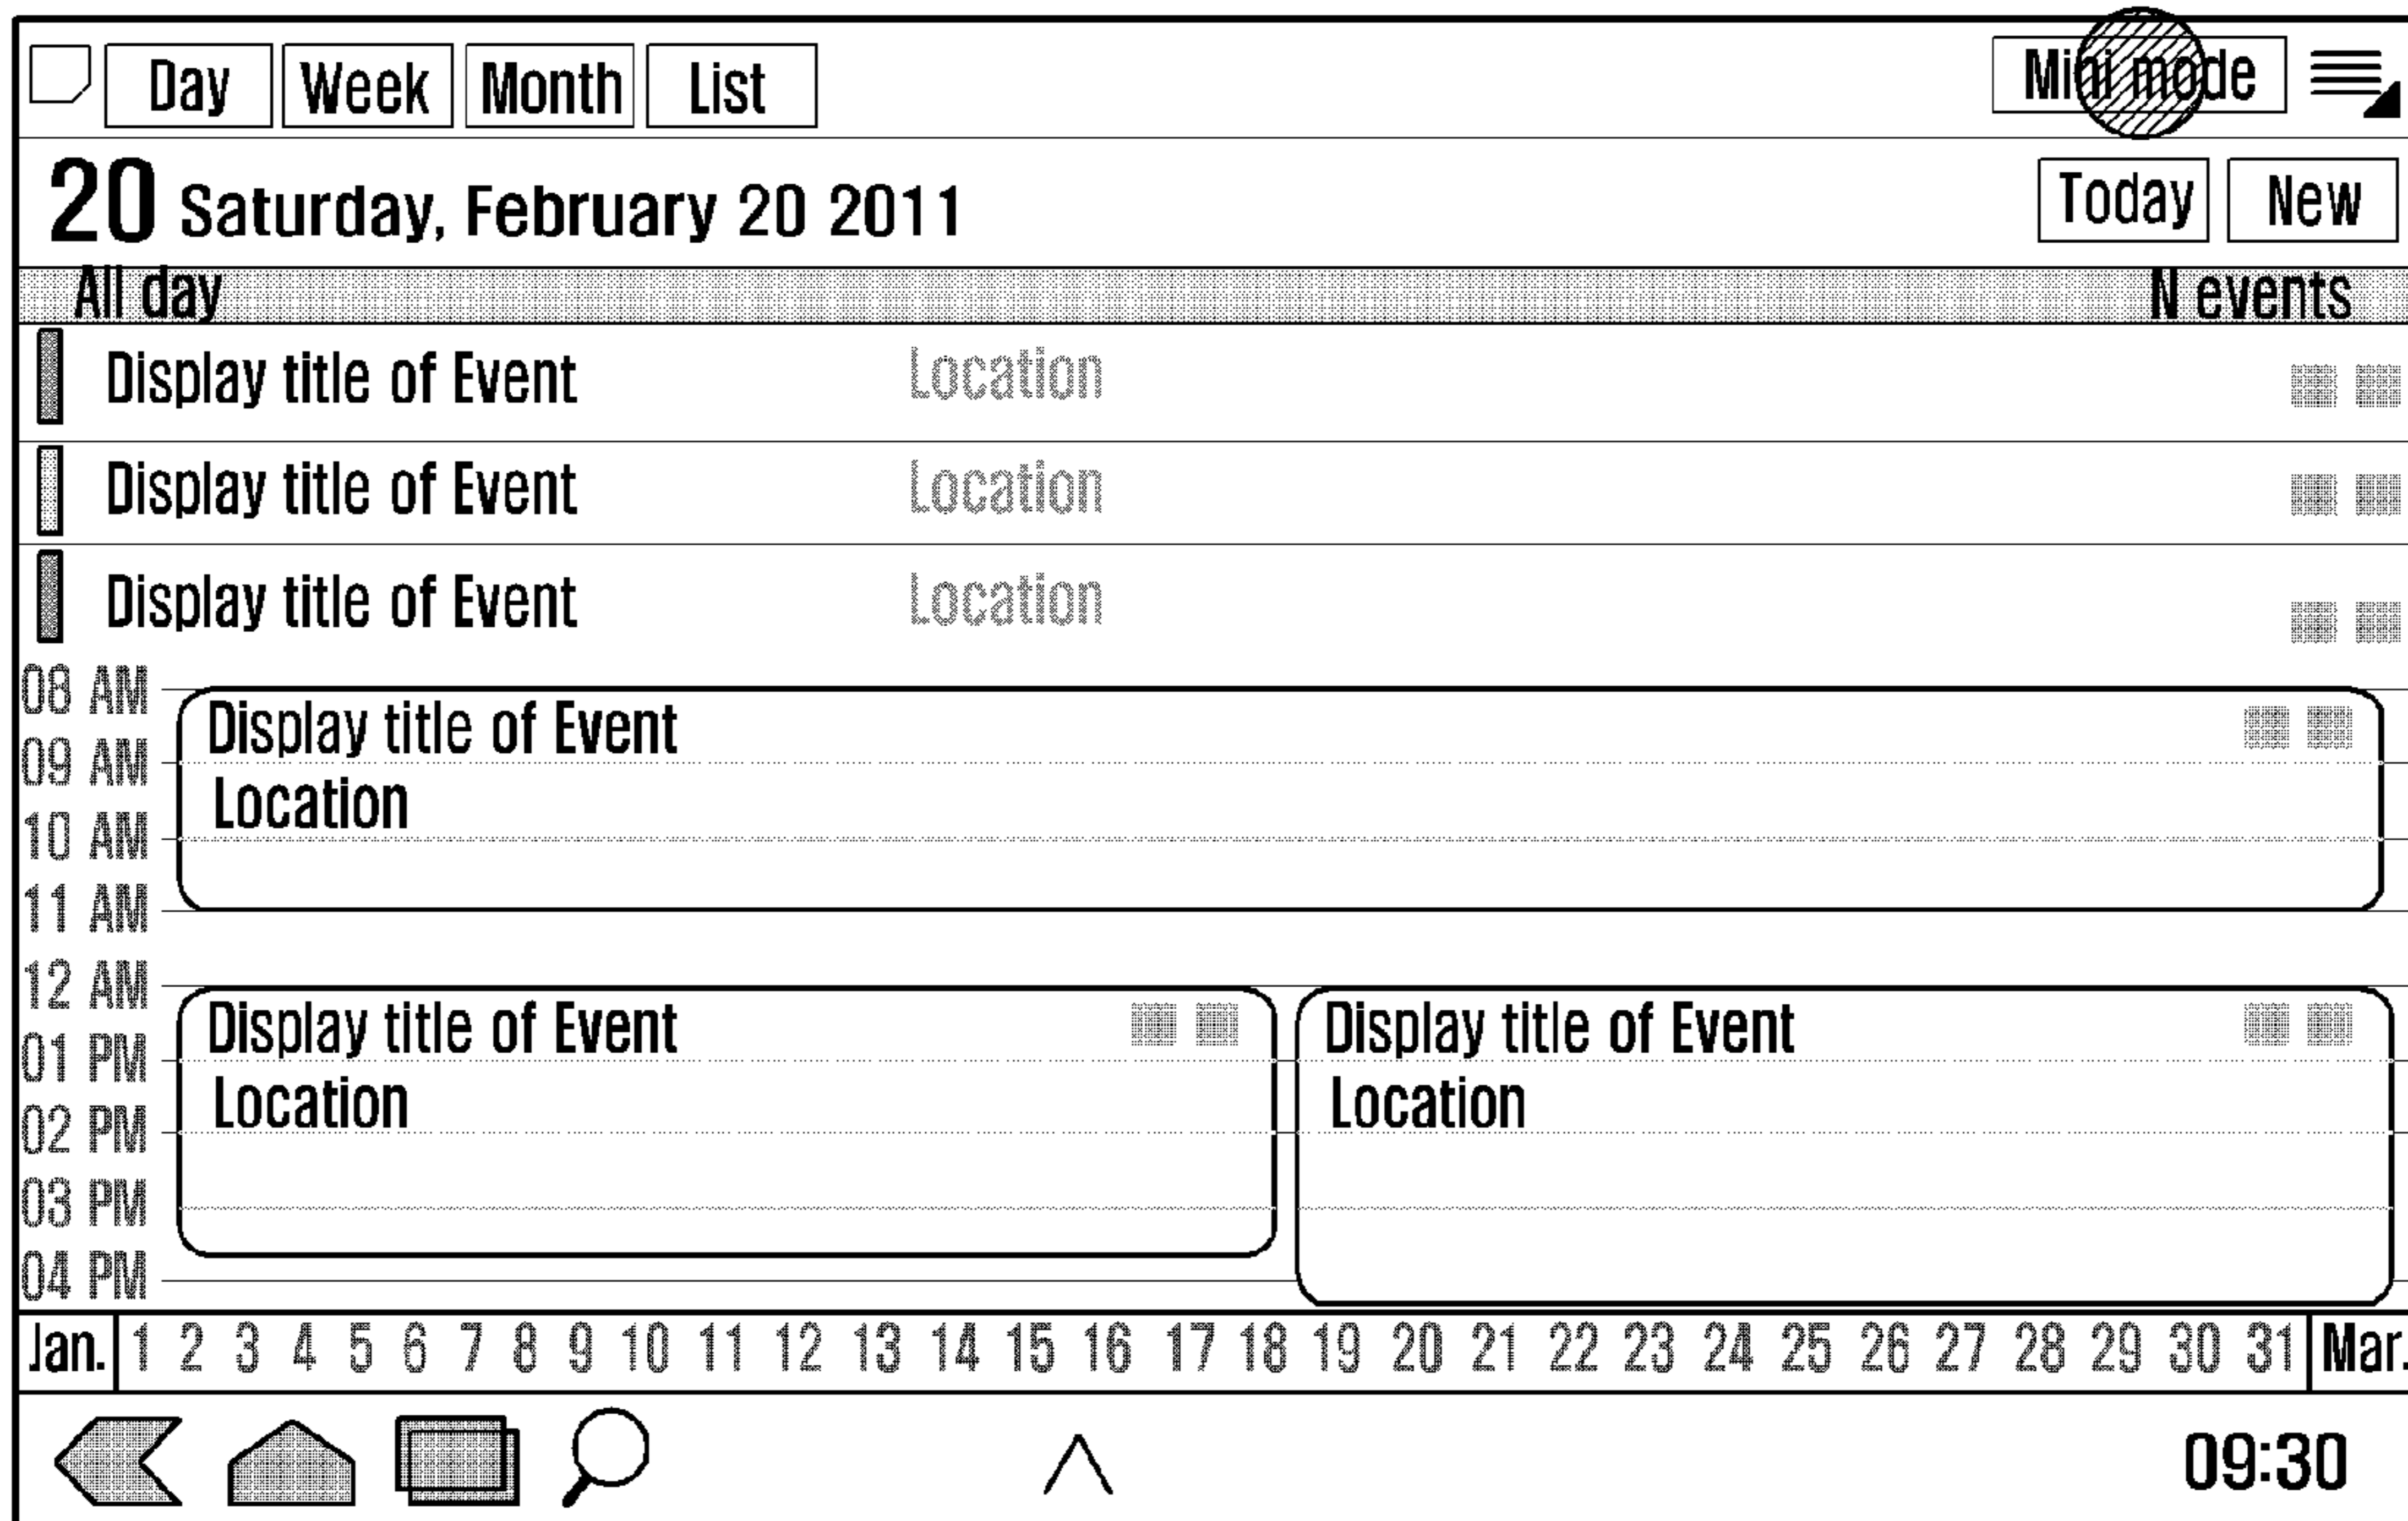 Day Week Month List Mini mode
20 Saturday, February 20 2011 Today New
All day N events
Display title of Event Location
Display title of Event Location
Display title of Event Location
08 AM
Display title of Event
09 AM
Location
10 AM
11 AM
12 AM
Display title of Event Display title of Event
01 PM
Location Location
02 PM
03 PM
04 PM
Jan. 1 2 3 4 5 6 7 8 9 10 11 12 13 14 15 16 17 18 19 20 21 22 23 24 25 26 27 28 29 30 31 Mar.
09:30